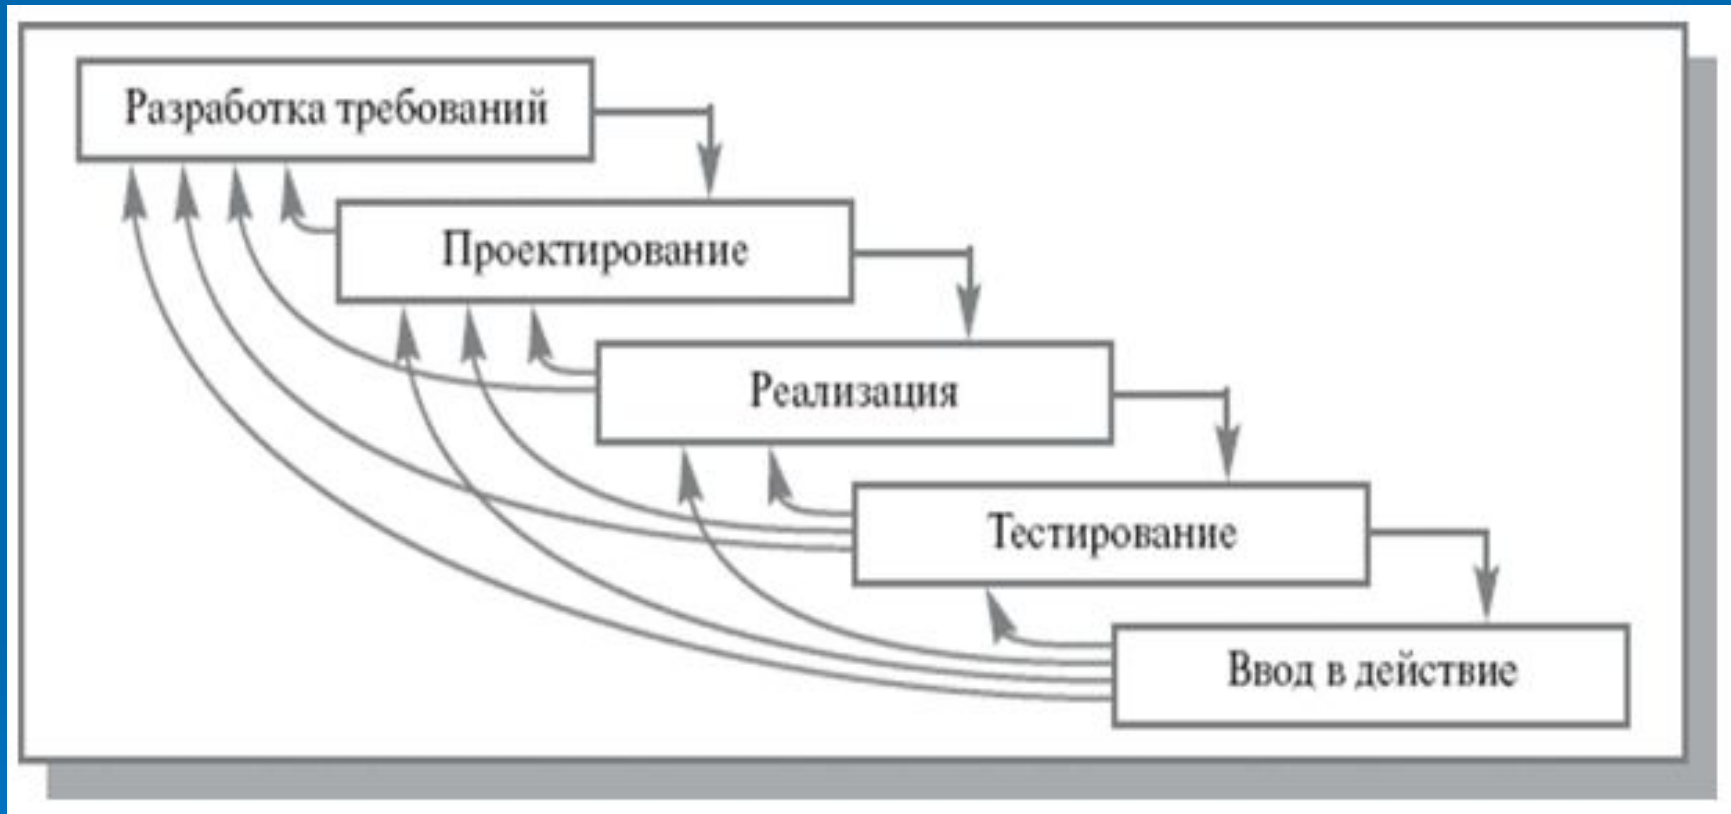 Разработка требований
Проектирование
Реализация
Тестирование
Ввод в действие